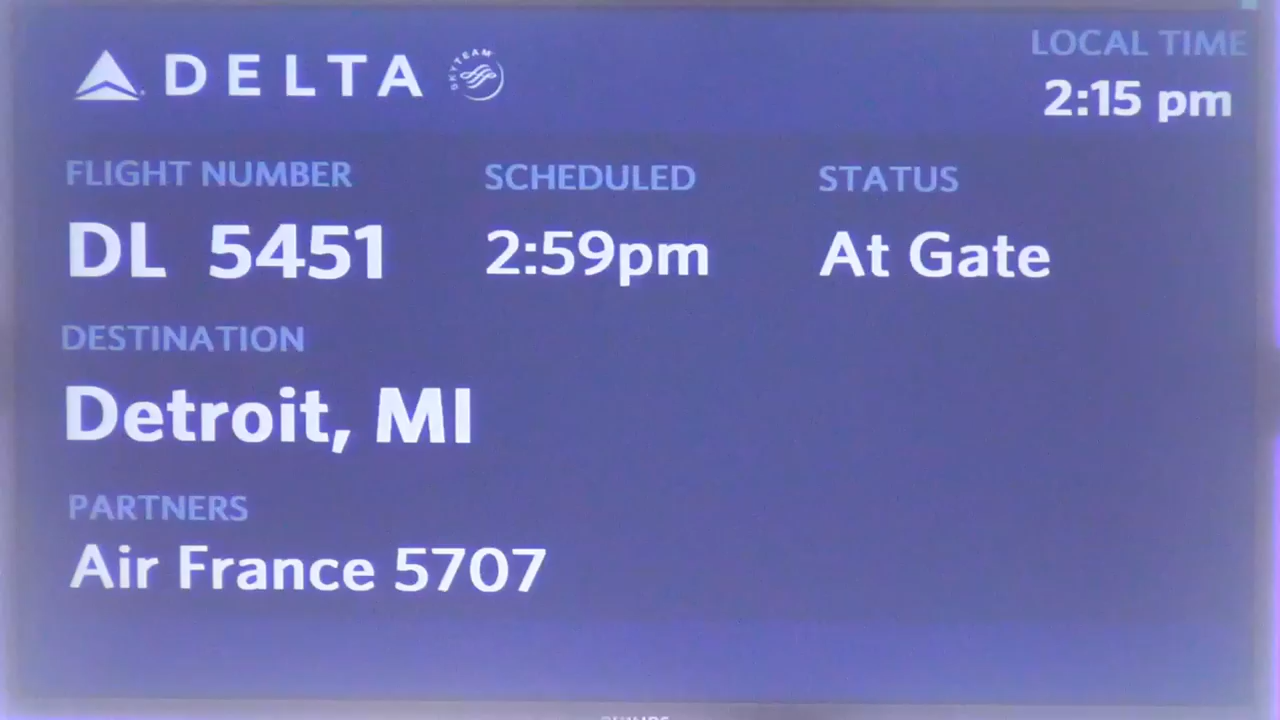 DELTA SKYTEAM
LOCAL TIME
2:15 pm
FLIGHT NUMBER
SCHEDULED
STATUS
DL 5451
2:59pm
At Gate
DESTINATION
Detroit, MI
PARTNERS
Air France 5707